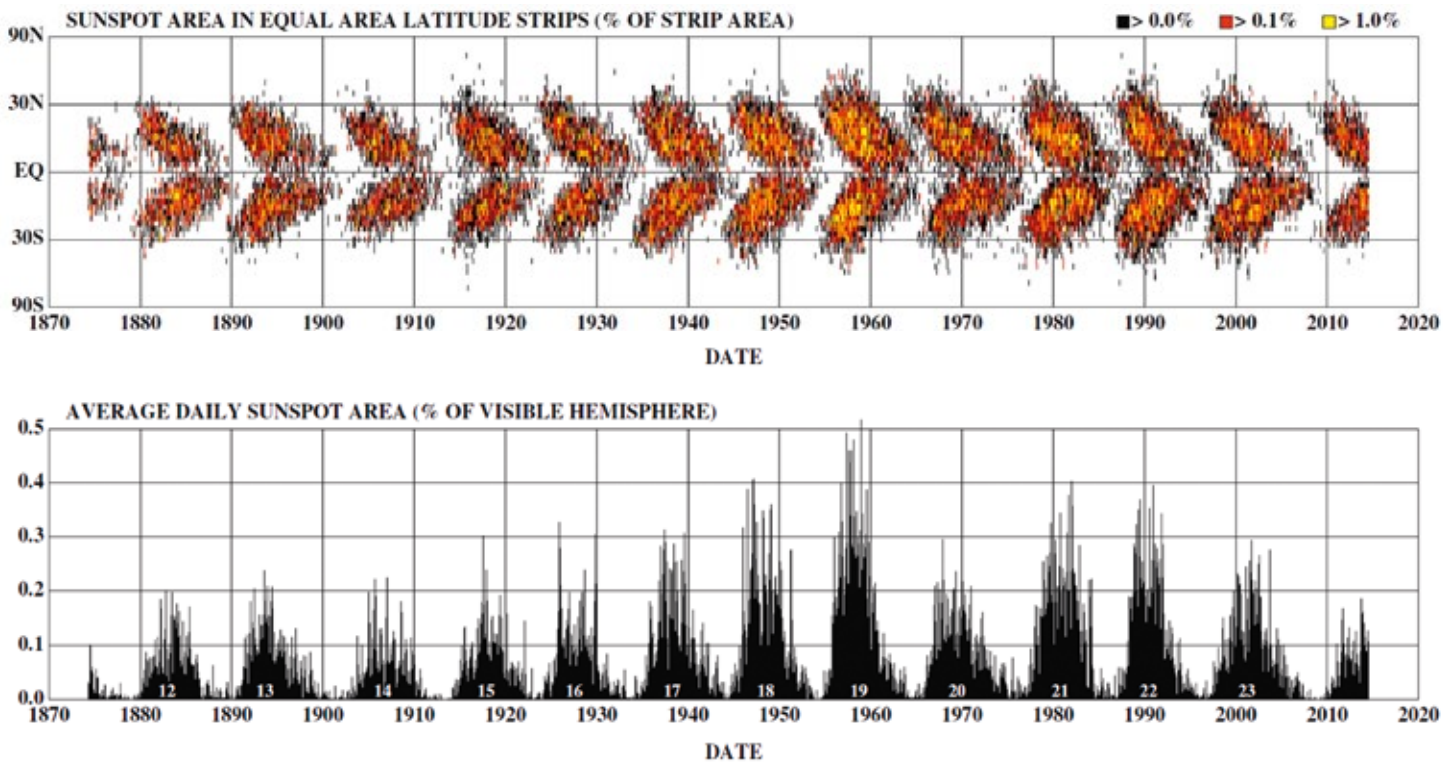 SUNSPOT AREA IN EQUAL AREA LATITUDE STRIPS (% OF STRIP AREA) > 0.0% > 0.1% > 1.0%
90N
30N
EQ
30S
90S
1870 1880 1890 1900 1910 1920 1930 1940 1950 1960 1970 1980 1990 2000 2010 2020
DATE
AVERAGE DAILY SUNSPOT AREA (% OF VISIBLE HEMISPHERE)
0.5
0.4
0.3
0.2
0.1
0.0
12 13 14 15 16 17 18 19 20 21 22 23
1870 1880 1890 1900 1910 1920 1930 1940 1950 1960 1970 1980 1990 2000 2010 2020
DATE